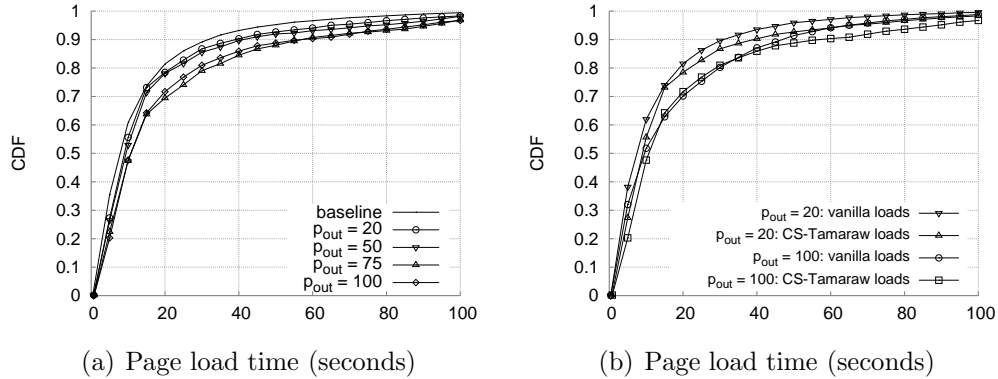 1
0.9
0.8
0.7
0.6
0.5
0.4
0.3
0.2
0.1
0
CDF
0 20 40 60 80 100
baseline
p_out = 20
p_out = 50
p_out = 75
p_out = 100
(a) Page load time (seconds)
1
0.9
0.8
0.7
0.6
0.5
0.4
0.3
0.2
0.1
0
CDF
0 20 40 60 80 100
p_out = 20: vanilla loads
p_out = 20: CS-Tamaraw loads
p_out = 100: vanilla loads
p_out = 100: CS-Tamaraw loads
(b) Page load time (seconds)